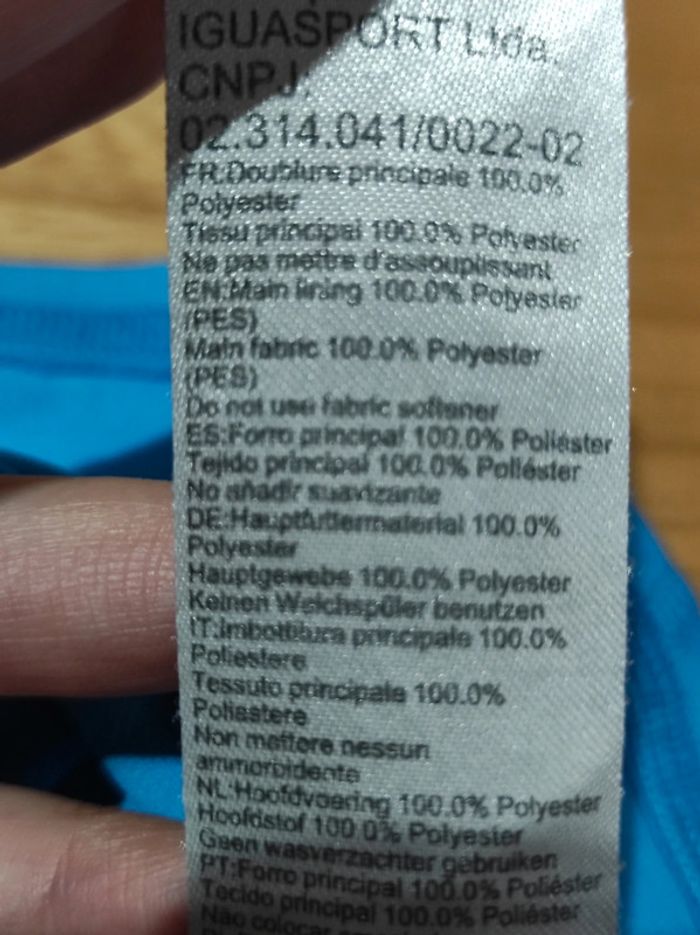 IGUASPORT Ltda.
CNPJ:
02.314.041/0022-02
FR:Doublure principale 100.0%
Polyester
Tissu principal 100.0% Polyester
Ne pas mettre d'assouplissant
EN:Main lining 100.0% Polyester
(PES)
Main fabric 100.0% Polyester
(PES)
Do not use fabric softener
ES:Forro principal 100.0% Poliéster
Tejido principal 100.0% Poliéster
No añadir suavizante
DE:Hauptfuttermaterial 100.0%
Polyester
Hauptgewebe 100.0% Polyester
Keinen Weichspüler benutzen
IT:Imbottitura principale 100.0%
Poliestere
Tessuto principale 100.0%
Poliestere
Non mettere nessun
ammorbidente
NL:Hoofdvoering 100.0% Polyester
Hoofdstof 100.0% Polyester
Geen wasverzachter gebruiken
PT:Forro principal 100.0% Poliéster
Tecido principal 100.0% Poliéster
Não colocar